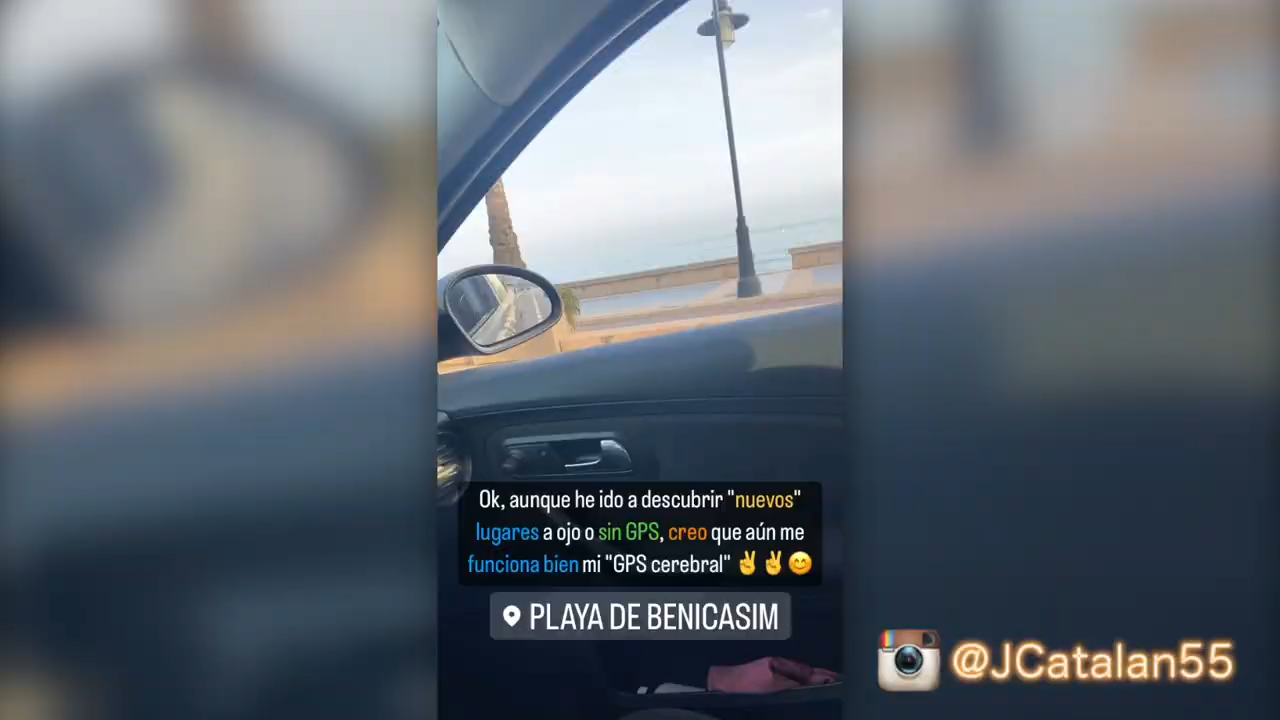 Ok, aunque he ido a descubrir "nuevos"
lugares a ojo o sin GPS, creo que aún me
funciona bien mi "GPS cerebral" ✌️✌️😊
PLAYA DE BENICASIM
@JCatalan55